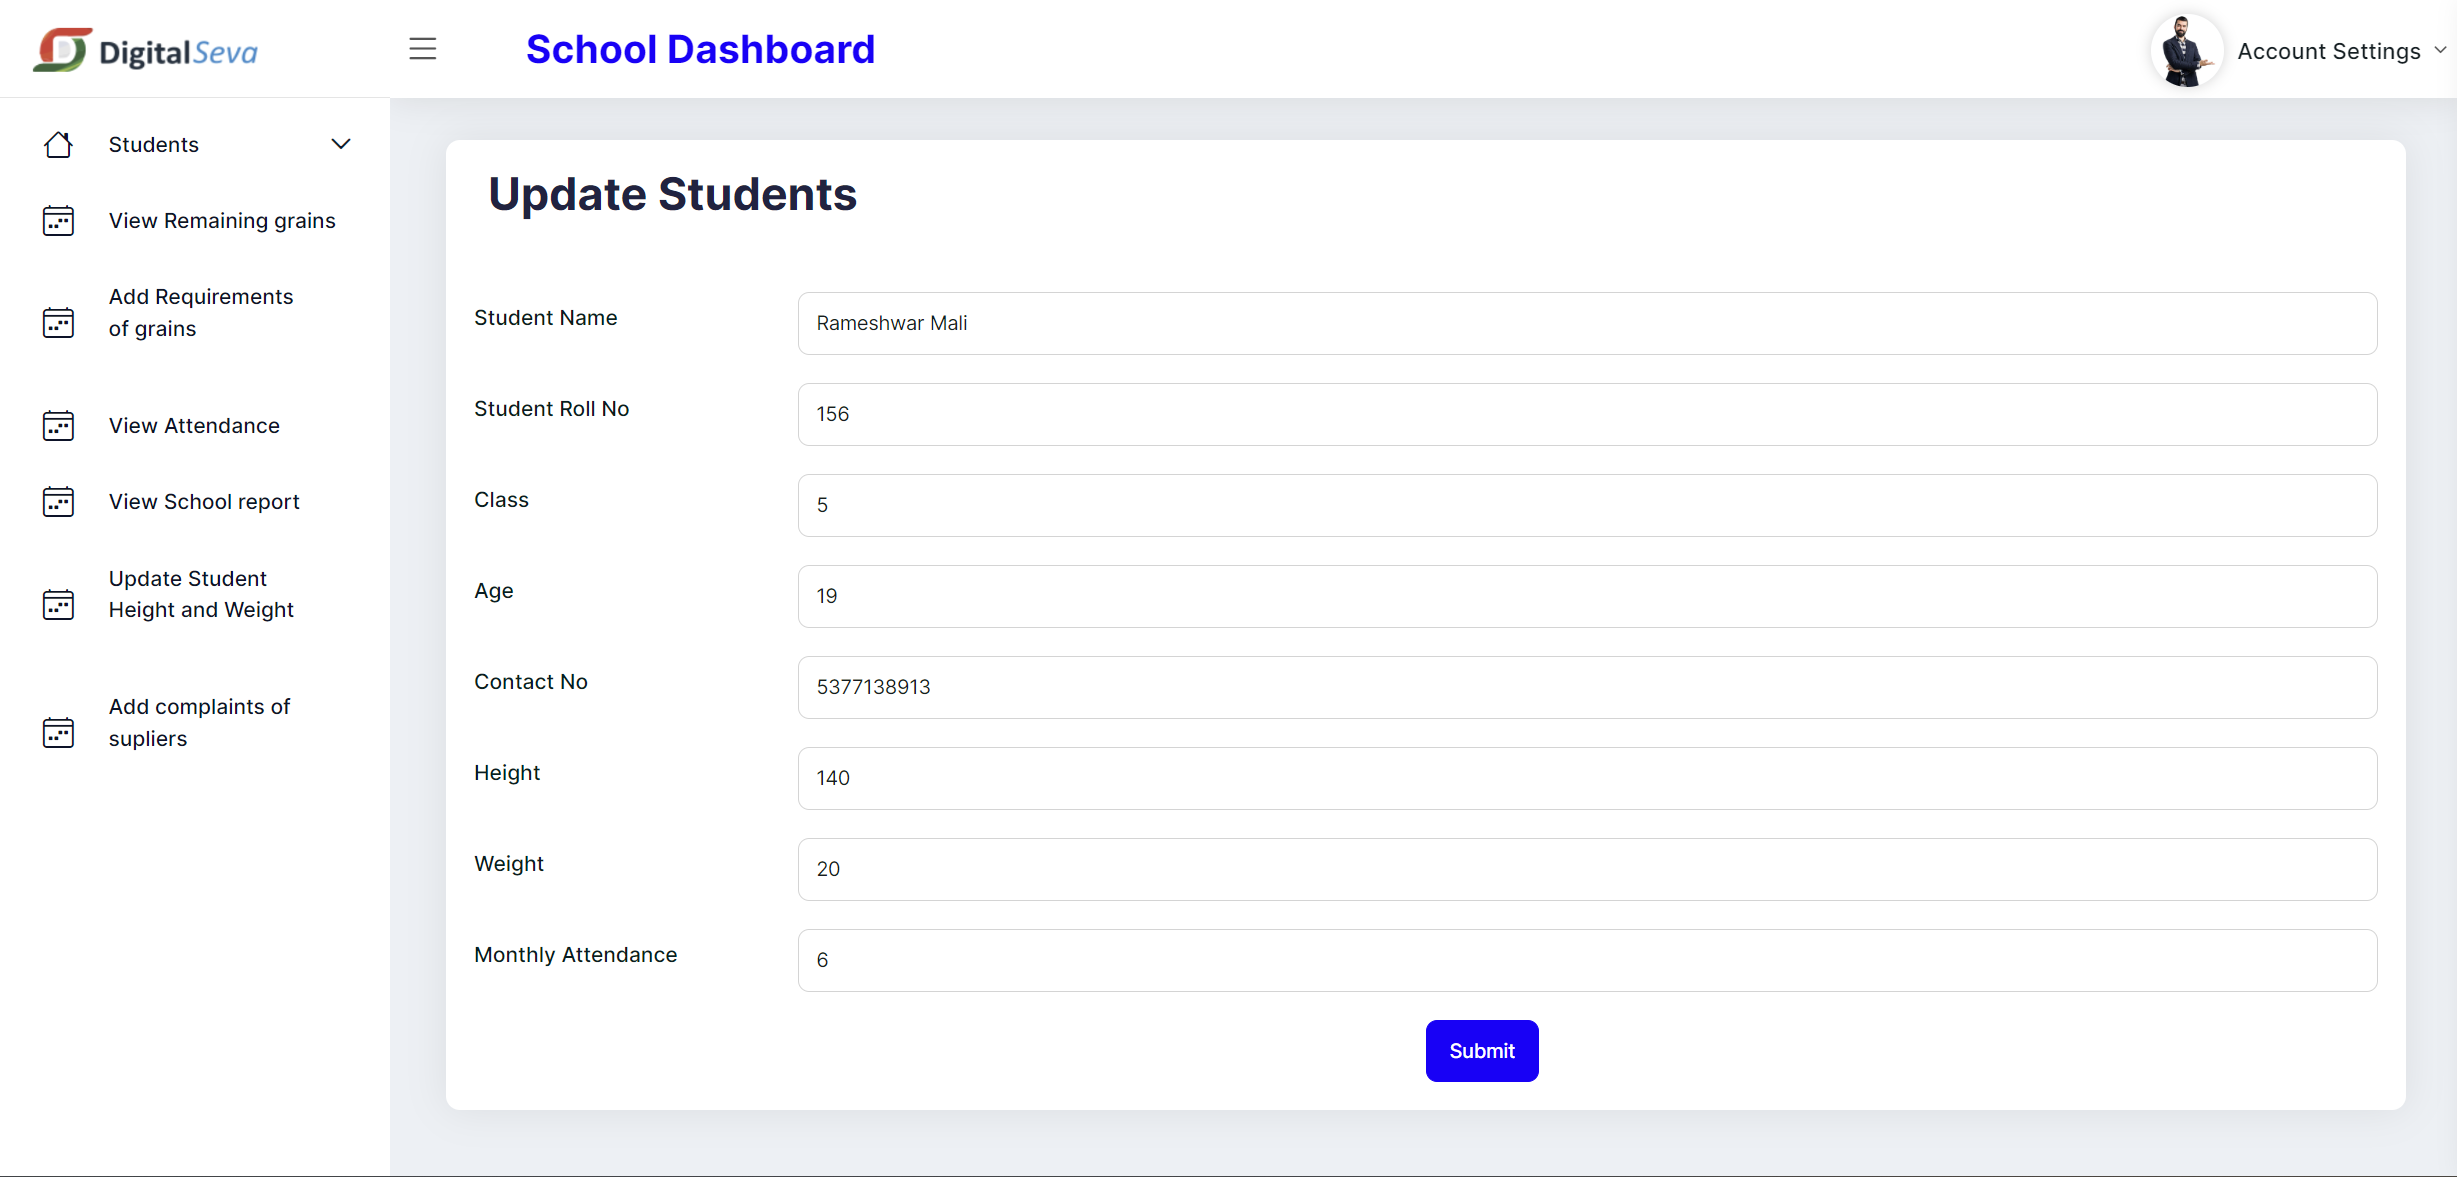 DigitalSeva
School Dashboard
Account Settings
Students
View Remaining grains
Add Requirements
of grains
View Attendance
View School report
Update Student
Height and Weight
Add complaints of
supliers
Update Students
Student Name
Rameshwar Mali
Student Roll No
156
Class
5
Age
19
Contact No
5377138913
Height
140
Weight
20
Monthly Attendance
6
Submit